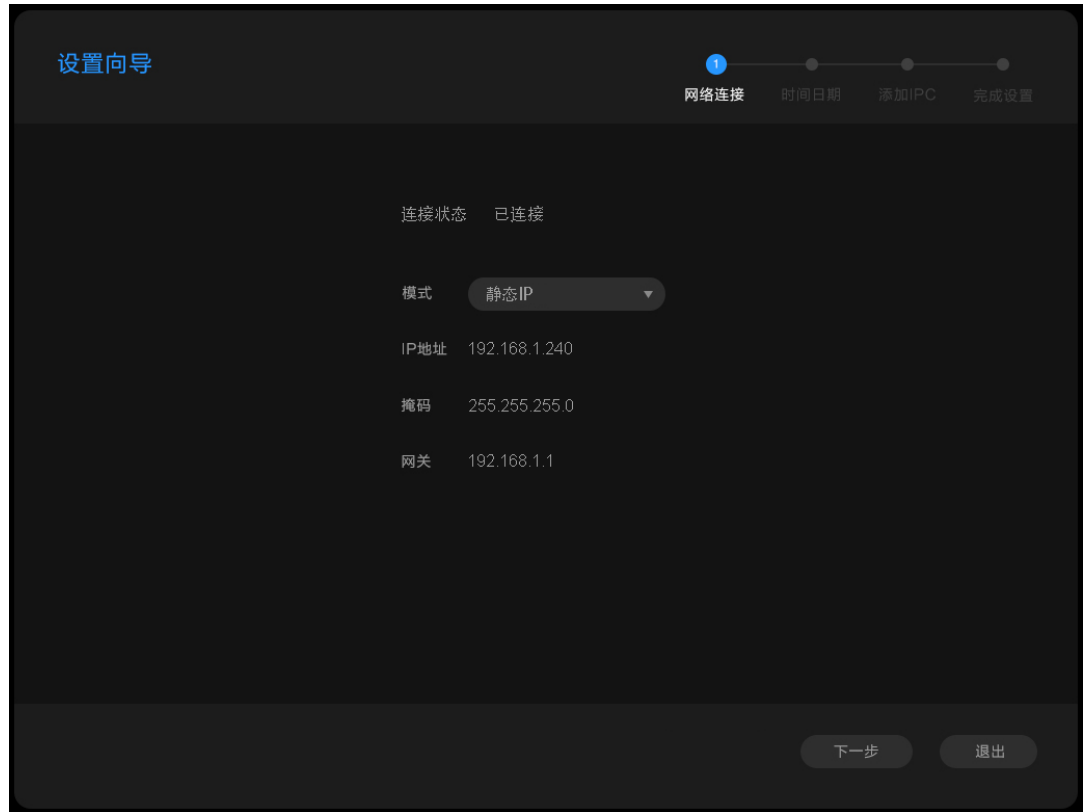 设置向导
1
网络连接 时间日期 添加IPC 完成设置
连接状态 已连接
模式 静态IP
IP地址 192.168.1.240
掩码 255.255.255.0
网关 192.168.1.1
下一步 退出